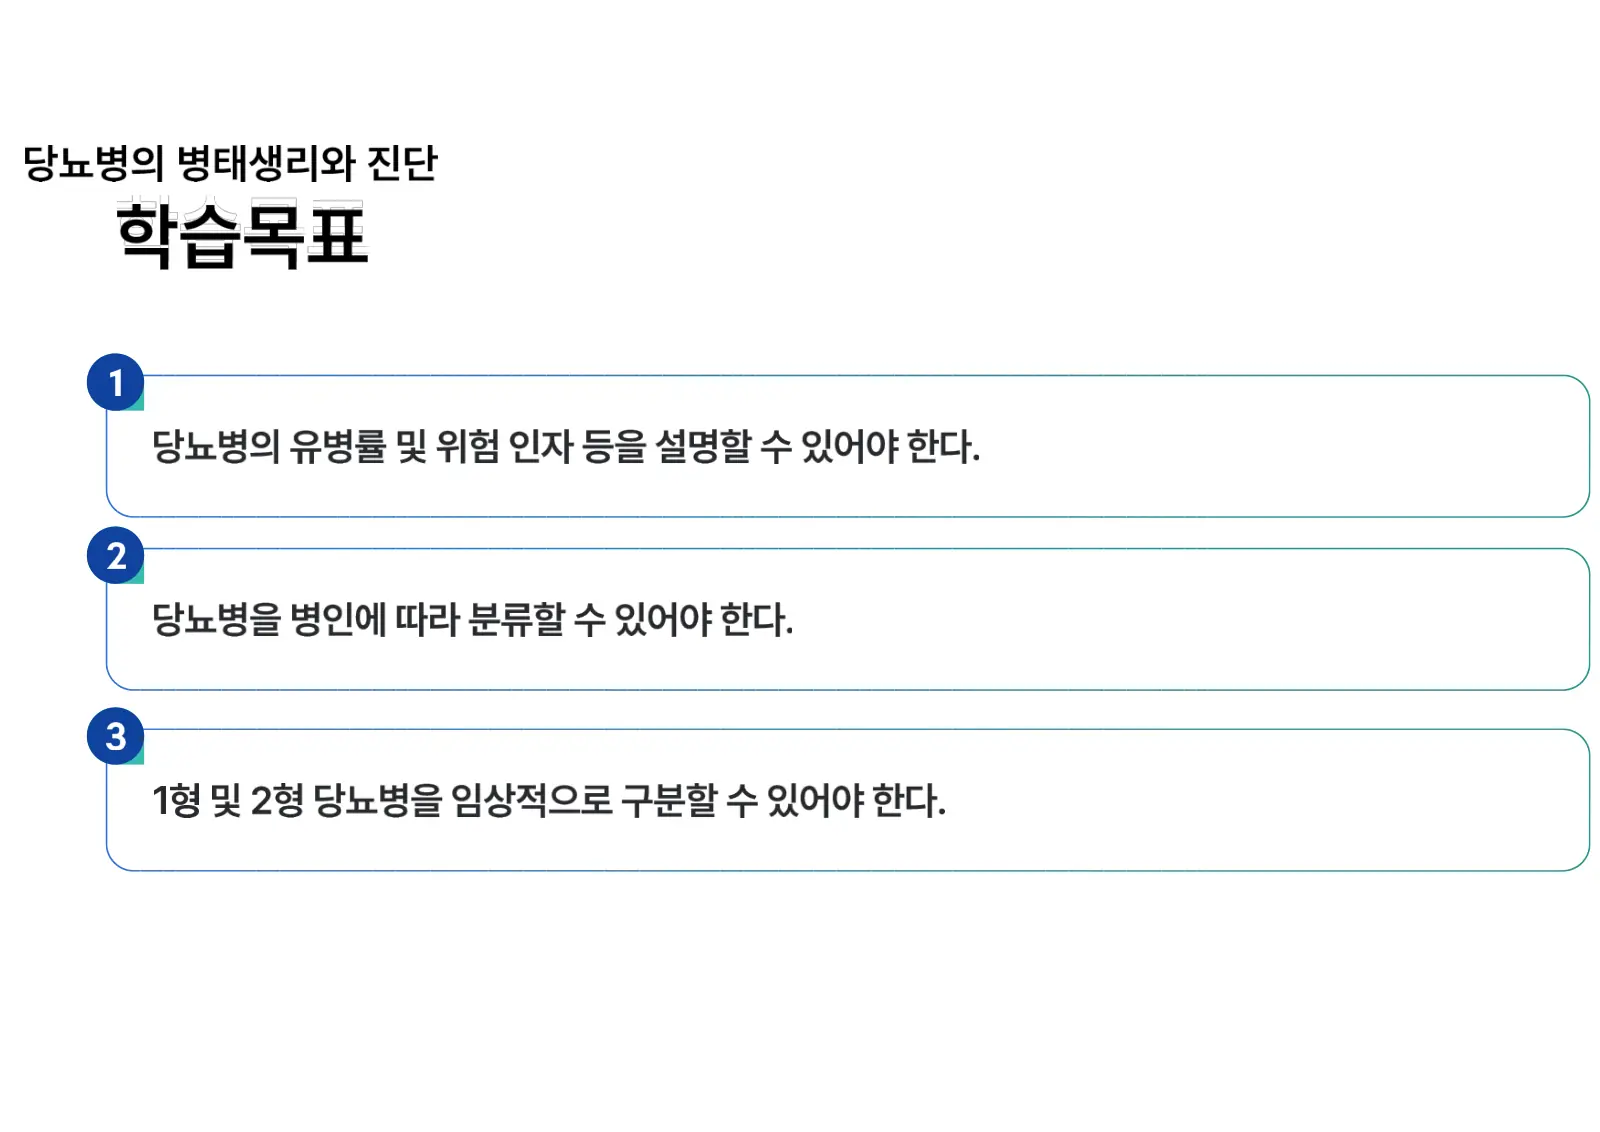 당뇨병의 병태생리와 진단
학습목표
1
당뇨병의 유병률 및 위험 인자 등을 설명할 수 있어야 한다.
2
당뇨병을 병인에 따라 분류할 수 있어야 한다.
3
1형 및 2형 당뇨병을 임상적으로 구분할 수 있어야 한다.